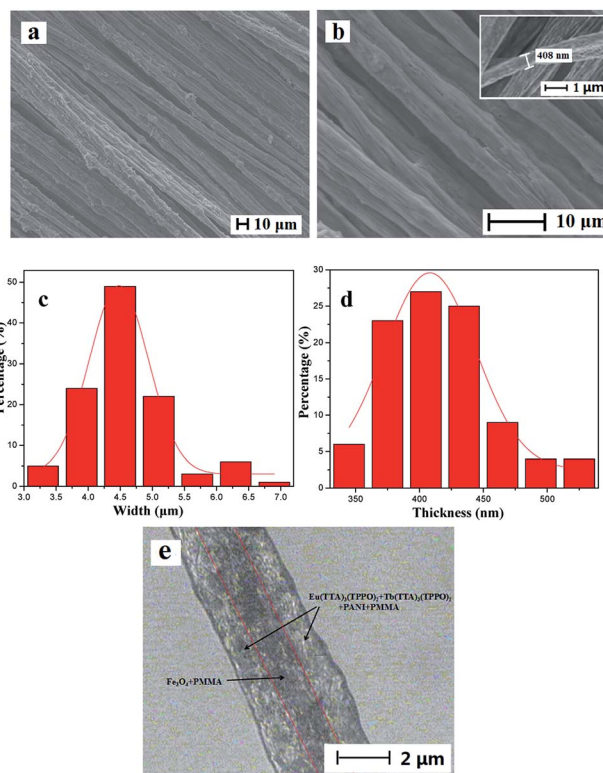 a
10 μm
b
408 nm
1 μm
10 μm
c
50
40
30
20
10
0
3.0 3.5 4.0 4.5 5.0 5.5 6.0 6.5 7.0
Width (μm)
Percentage (%)
d
30
25
20
15
10
5
0
350 400 450 500
Thickness (nm)
Percentage (%)
e
Eu(TTA)₃(TPPO)₂+Tb(TTA)₃(TPPO)₂
+PANI+PMMA
Fe₃O₄+PMMA
2 μm